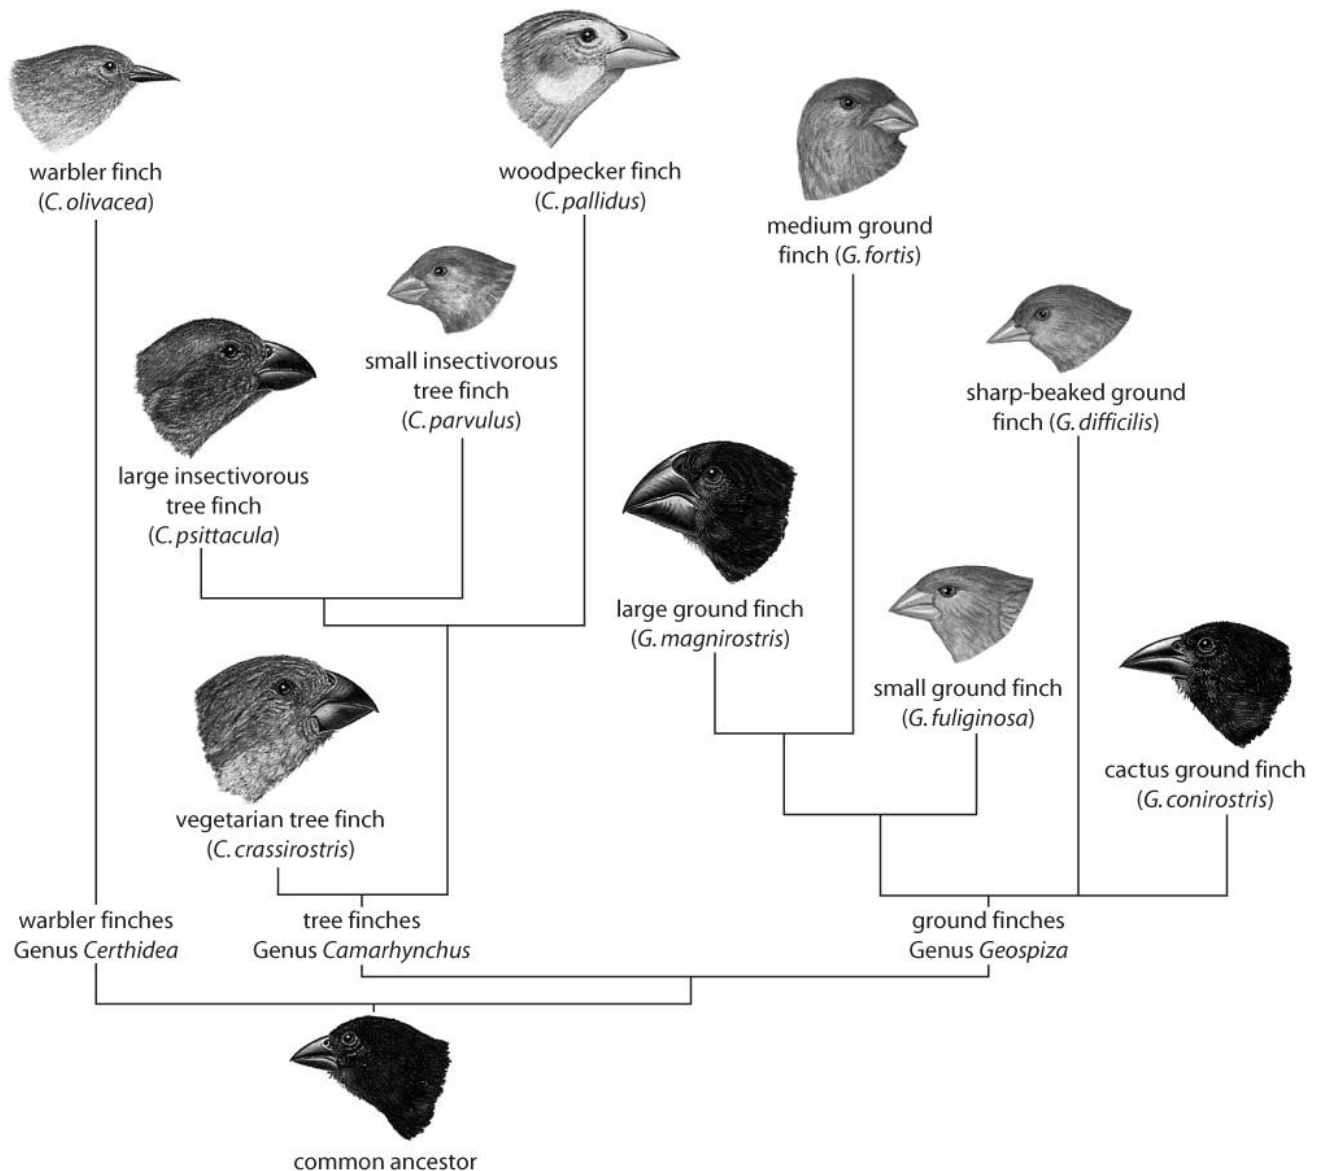 warbler finch
(C. olivacea)
woodpecker finch
(C. pallidus)
medium ground
finch (G. fortis)
small insectivorous
tree finch
(C. parvulus)
sharp-beaked ground
finch (G. difficilis)
large insectivorous
tree finch
(C. psittacula)
large ground finch
(G. magnirostris)
small ground finch
(G. fuliginosa)
cactus ground finch
(G. conirostris)
vegetarian tree finch
(C. crassirostris)
warbler finches
Genus Certhidea
tree finches
Genus Camarhynchus
ground finches
Genus Geospiza
common ancestor